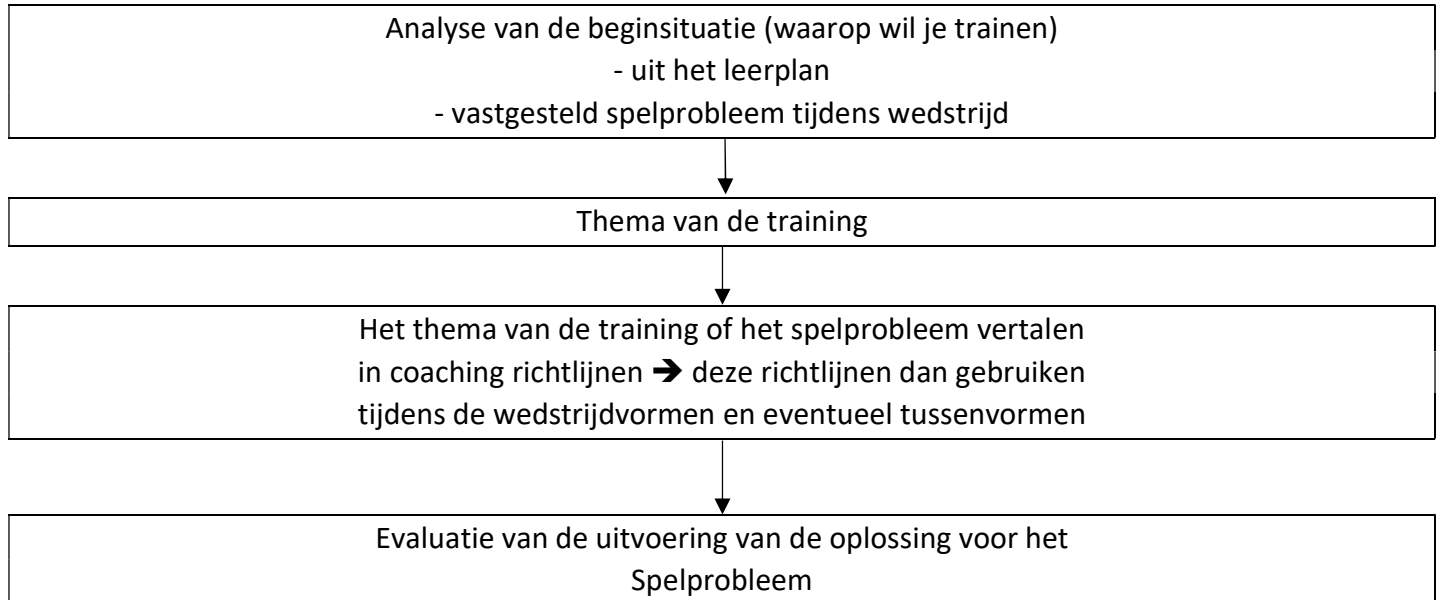 Analyse van de beginsituatie (waarop wil je trainen)
- uit het leerplan
- vastgesteld spelprobleem tijdens wedstrijd
Thema van de training
Het thema van de training of het spelprobleem vertalen
in coaching richtlijnen ➔ deze richtlijnen dan gebruiken
tijdens de wedstrijdvormen en eventueel tussenvormen
Evaluatie van de uitvoering van de oplossing voor het
Spelprobleem